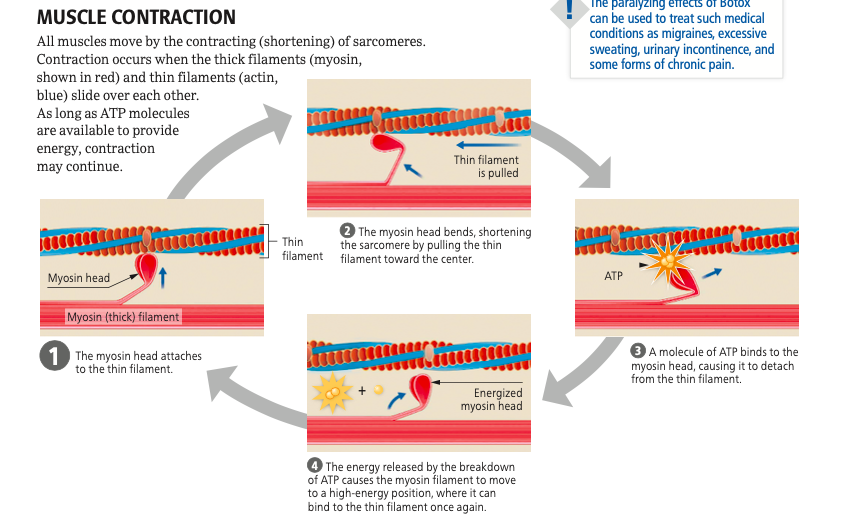 MUSCLE CONTRACTION
All muscles move by the contracting (shortening) of sarcomeres.
Contraction occurs when the thick filaments (myosin,
shown in red) and thin filaments (actin,
blue) slide over each other.
As long as ATP molecules
are available to provide
energy, contraction
may continue.
!
The paralyzing effects of Botox
can be used to treat such medical
conditions as migraines, excessive
sweating, urinary incontinence, and
some forms of chronic pain.
Thin filament
is pulled
2 The myosin head bends, shortening
the sarcomere by pulling the thin
filament toward the center.
Thin
filament
Myosin head
Myosin (thick) filament
1 The myosin head attaches
to the thin filament.
ATP
3 A molecule of ATP binds to the
myosin head, causing it to detach
from the thin filament.
+
Energized
myosin head
4 The energy released by the breakdown
of ATP causes the myosin filament to move
to a high-energy position, where it can
bind to the thin filament once again.